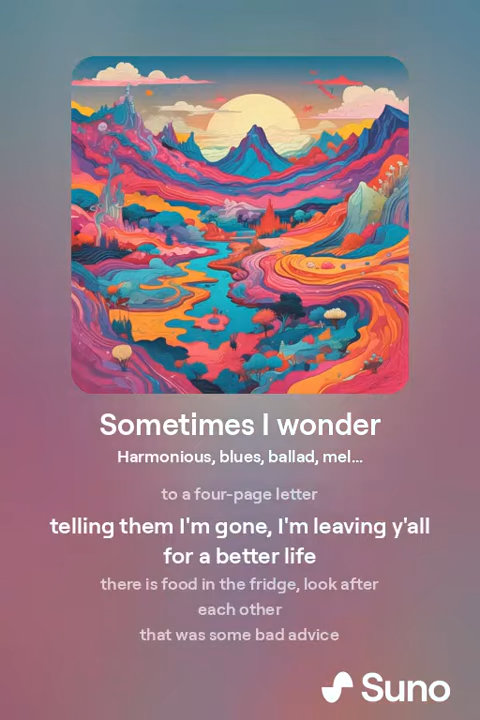 Sometimes I wonder
Harmonious, blues, ballad, mel...
to a four-page letter
telling them I'm gone, I'm leaving y'all
for a better life
there is food in the fridge, look after
each other
that was some bad advice
Suno